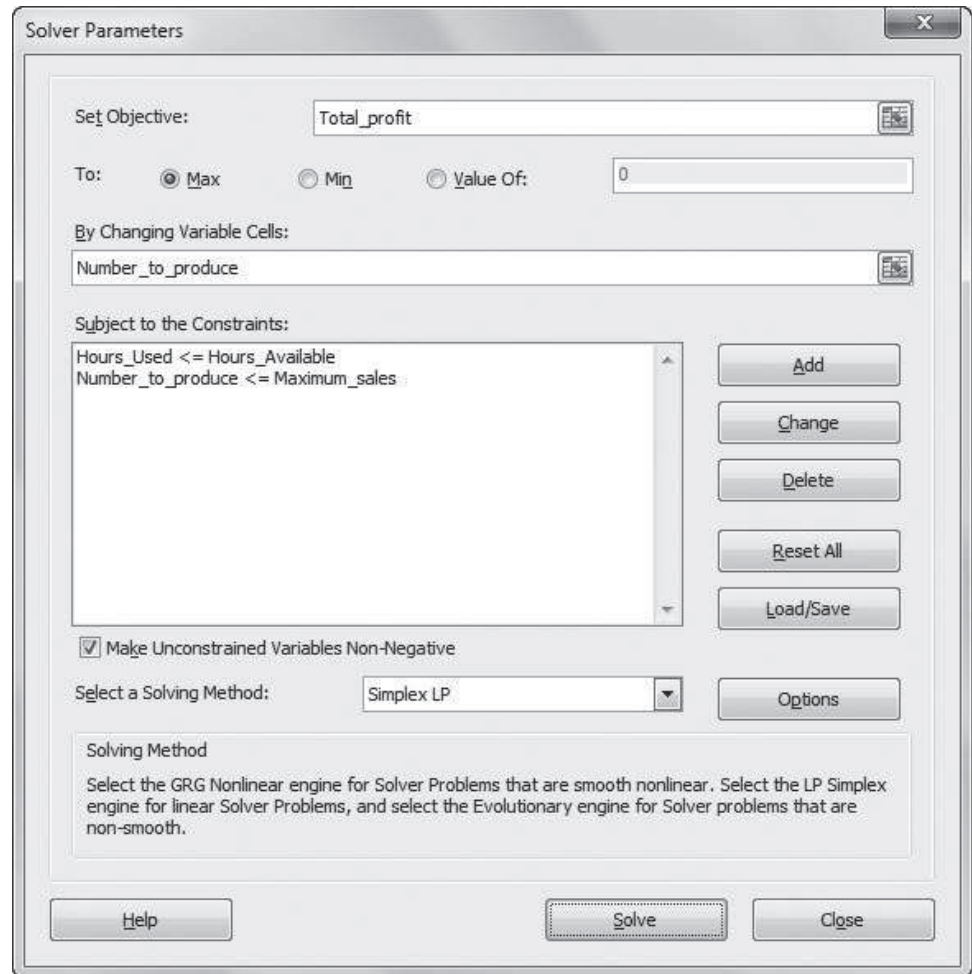 Solver Parameters
X
Set Objective:
Total_profit
To:
Max
Min
Value Of:
0
By Changing Variable Cells:
Number_to_produce
Subject to the Constraints:
Hours_Used <= Hours_Available
Number_to_produce <= Maximum_sales
Add
Change
Delete
Reset All
Load/Save
Make Unconstrained Variables Non-Negative
Select a Solving Method:
Simplex LP
Options
Solving Method
Select the GRG Nonlinear engine for Solver Problems that are smooth nonlinear. Select the LP Simplex
engine for linear Solver Problems, and select the Evolutionary engine for Solver problems that are
non-smooth.
Help
Solve
Close